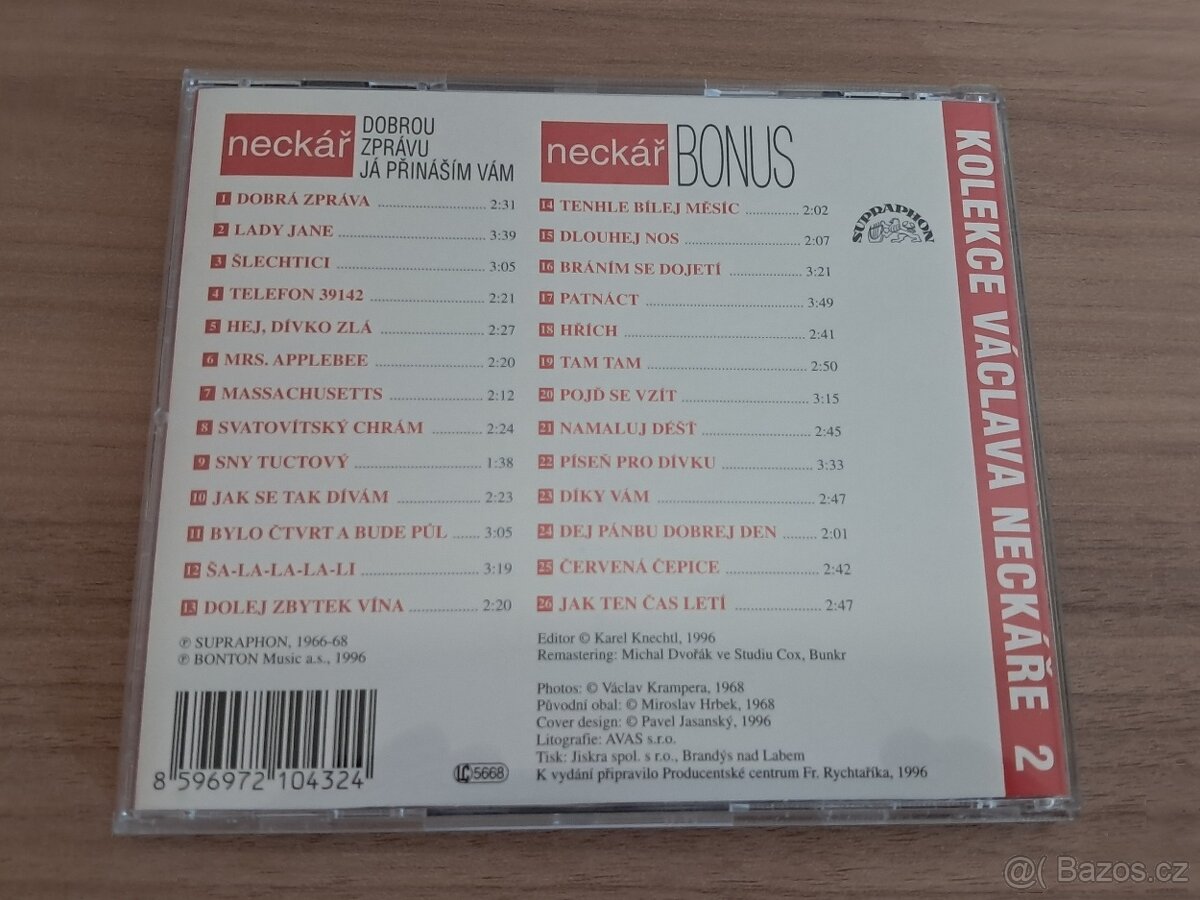 neckář
DOBROU
ZPRÁVU
JÁ PŘINÁŠÍM VÁM
1 DOBRÁ ZPRÁVA 2:31
2 LADY JANE 3:39
3 ŠLECHTICI 3:05
4 TELEFON 39142 2:21
5 HEJ, DÍVKO ZLÁ 2:27
6 MRS. APPLEBEE 2:20
7 MASSACHUSETTS 2:12
8 SVATOVÍTSKÝ CHRÁM 2:24
9 SNY TUCTOVÝ 1:38
10 JAK SE TAK DÍVÁM 2:23
11 BYLO ČTVRT A BUDE PŮL 3:05
12 ŠA-LA-LA-LA-LI 3:19
13 DOLEJ ZBYTEK VÍNA 2:20
℗ SUPRAPHON, 1966-68
℗ BONTON Music a.s., 1996
8 596972 104324
LC 5668
neckář BONUS
14 TENHLE BÍLEJ MĚSÍC 2:02
15 DLOUHEJ NOS 2:07
16 BRÁNÍM SE DOJETÍ 3:21
17 PATNÁCT 3:49
18 HŘÍCH 2:41
19 TAM TAM 2:50
20 POJĎ SE VZÍT 3:15
21 NAMALUJ DÉŠŤ 2:45
22 PÍSEŇ PRO DÍVKU 3:33
23 DÍKY VÁM 2:47
24 DEJ PÁNBU DOBREJ DEN 2:01
25 ČERVENÁ ČEPICE 2:42
26 JAK TEN ČAS LETÍ 2:47
Editor © Karel Knechtl, 1996
Remastering: Michal Dvořák ve Studiu Cox, Bunkr
Photos: © Václav Krampera, 1968
Původní obal: © Miroslav Hrbek, 1968
Cover design: © Pavel Jasanský, 1996
Litografie: AVAS s.r.o.
Tisk: Jiskra spol. s r.o., Brandýs nad Labem
K vydání připravilo Producentské centrum Fr. Rychtaříka, 1996
SUPRAPHON
KOLEKCE VÁCLAVA NECKÁŘE 2
@( Bazos.cz